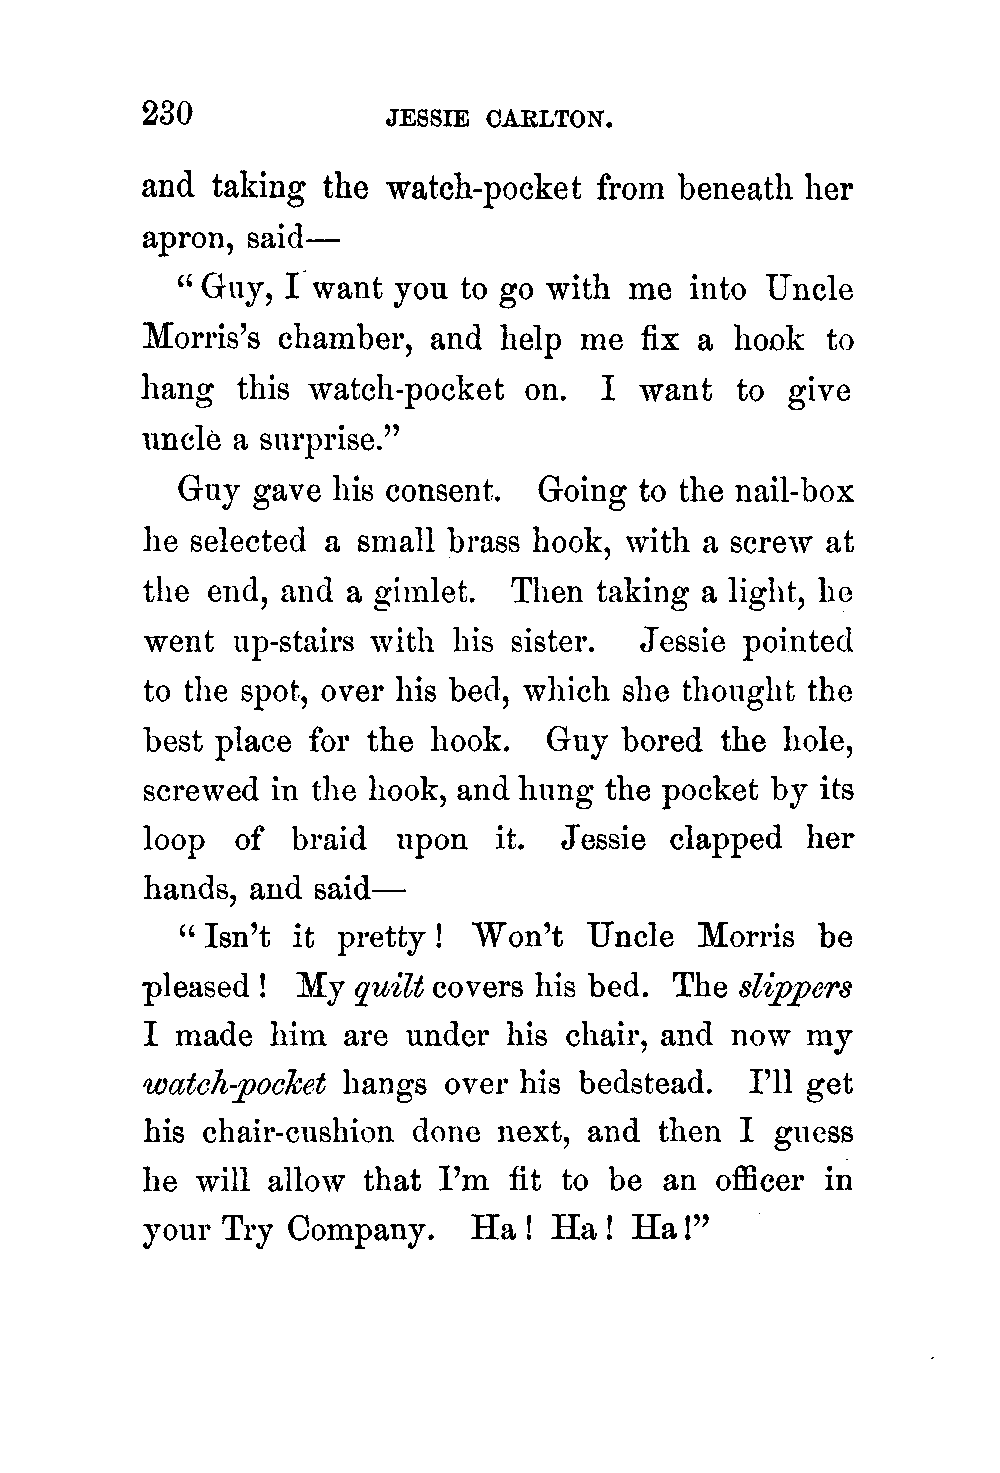 230 JESSIE CARLTON.
and taking the watch-pocket from beneath her
apron, said—
“Guy, I want you to go with me into Uncle
Morris’s chamber, and help me fix a hook to
hang this watch-pocket on. I want to give
uncle a surprise.”
Guy gave his consent. Going to the nail-box
he selected a small brass hook, with a screw at
the end, and a gimlet. Then taking a light, he
went up-stairs with his sister. Jessie pointed
to the spot, over his bed, which she thought the
best place for the hook. Guy bored the hole,
screwed in the hook, and hung the pocket by its
loop of braid upon it. Jessie clapped her
hands, and said—
“Isn’t it pretty! Won’t Uncle Morris be
pleased! My quilt covers his bed. The slippers
I made him are under his chair, and now my
watch-pocket hangs over his bedstead. I’ll get
his chair-cushion done next, and then I guess
he will allow that I’m fit to be an officer in
your Try Company. Ha! Ha! Ha!”